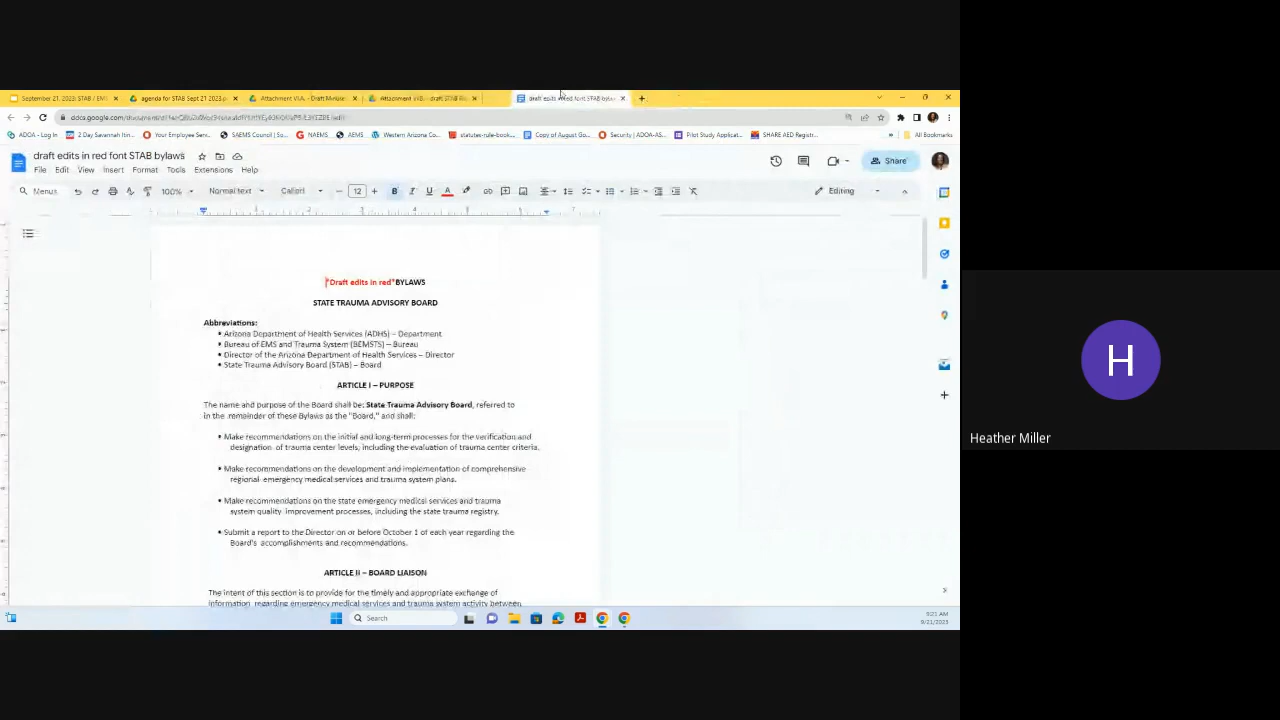 September 21, 2023: STAB / EM
agenda for STAB Sept 21 2023.p
Attachment VI.A. - Draft Minutes
draft edits in red font STAB bylaws
ADOA - Log In
2 Day Savannah Itin...
Your Employee Serv...
SAEMS Council | So...
NAEMS
AEMS
Western Arizona Co...
statutes-rule-book...
Copy of August Go...
Security | ADOA-AS...
Pilot Study Applicat...
SHARE AED Registr...
All Bookmarks
draft edits in red font STAB bylaws
File Edit View Insert Format Tools Extensions Help
Share
Menus
100%
Normal text
Calibri
12
Editing
*Draft edits in red*BYLAWS
STATE TRAUMA ADVISORY BOARD
Abbreviations:
• Arizona Department of Health Services (ADHS) – Department
• Bureau of EMS and Trauma System (BEMSTS) – Bureau
• Director of the Arizona Department of Health Services – Director
• State Trauma Advisory Board (STAB) – Board
ARTICLE I – PURPOSE
The name and purpose of the Board shall be: State Trauma Advisory Board, referred to
in the remainder of these Bylaws as the "Board," and shall:
• Make recommendations on the initial and long-term processes for the verification and
designation of trauma center levels, including the evaluation of trauma center criteria.
• Make recommendations on the development and implementation of comprehensive
regional emergency medical services and trauma system plans.
• Make recommendations on the state emergency medical services and trauma
system quality improvement processes, including the state trauma registry.
• Submit a report to the Director on or before October 1 of each year regarding the
Board's accomplishments and recommendations.
ARTICLE II – BOARD LIAISON
The intent of this section is to provide for the timely and appropriate exchange of
information regarding emergency medical services and trauma system activity between
Search
9:21 AM
9/21/2023
H
Heather Miller